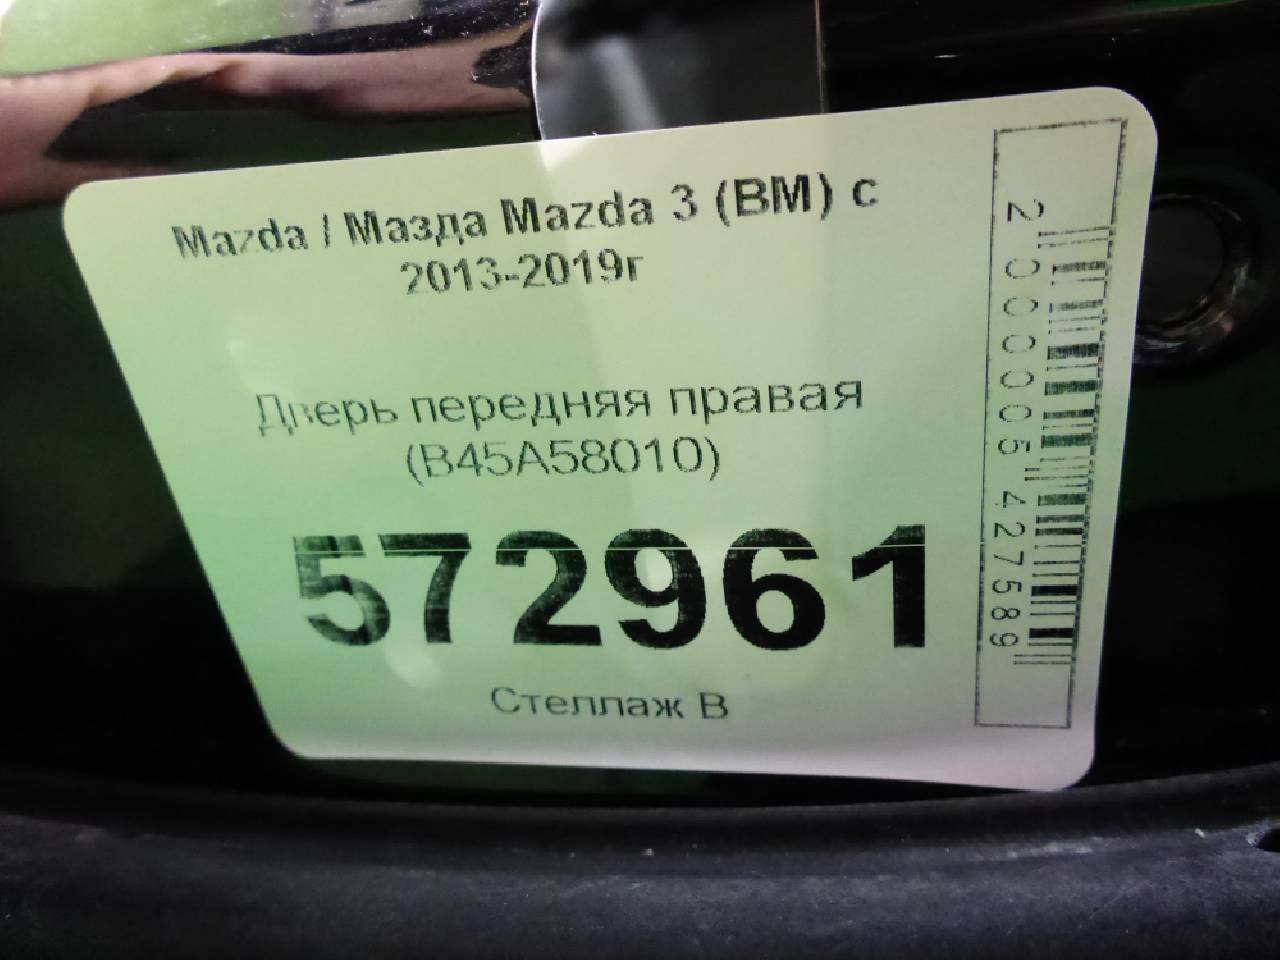 Mazda / Мазда Mazda 3 (BM) с
2013-2019г
Дверь передняя правая
(B45A58010)
572961
Стеллаж B
2000005427589